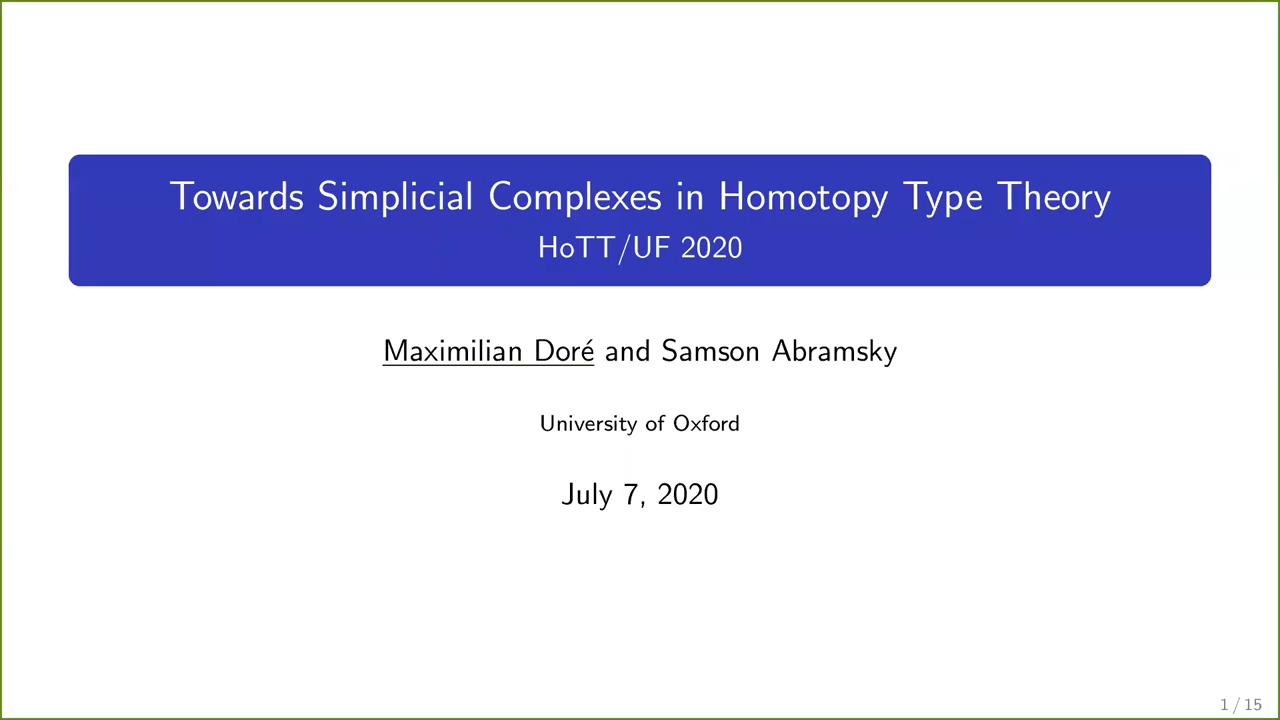 Towards Simplicial Complexes in Homotopy Type Theory
HoTT/UF 2020
Maximilian Doré and Samson Abramsky
University of Oxford
July 7, 2020
1 / 15